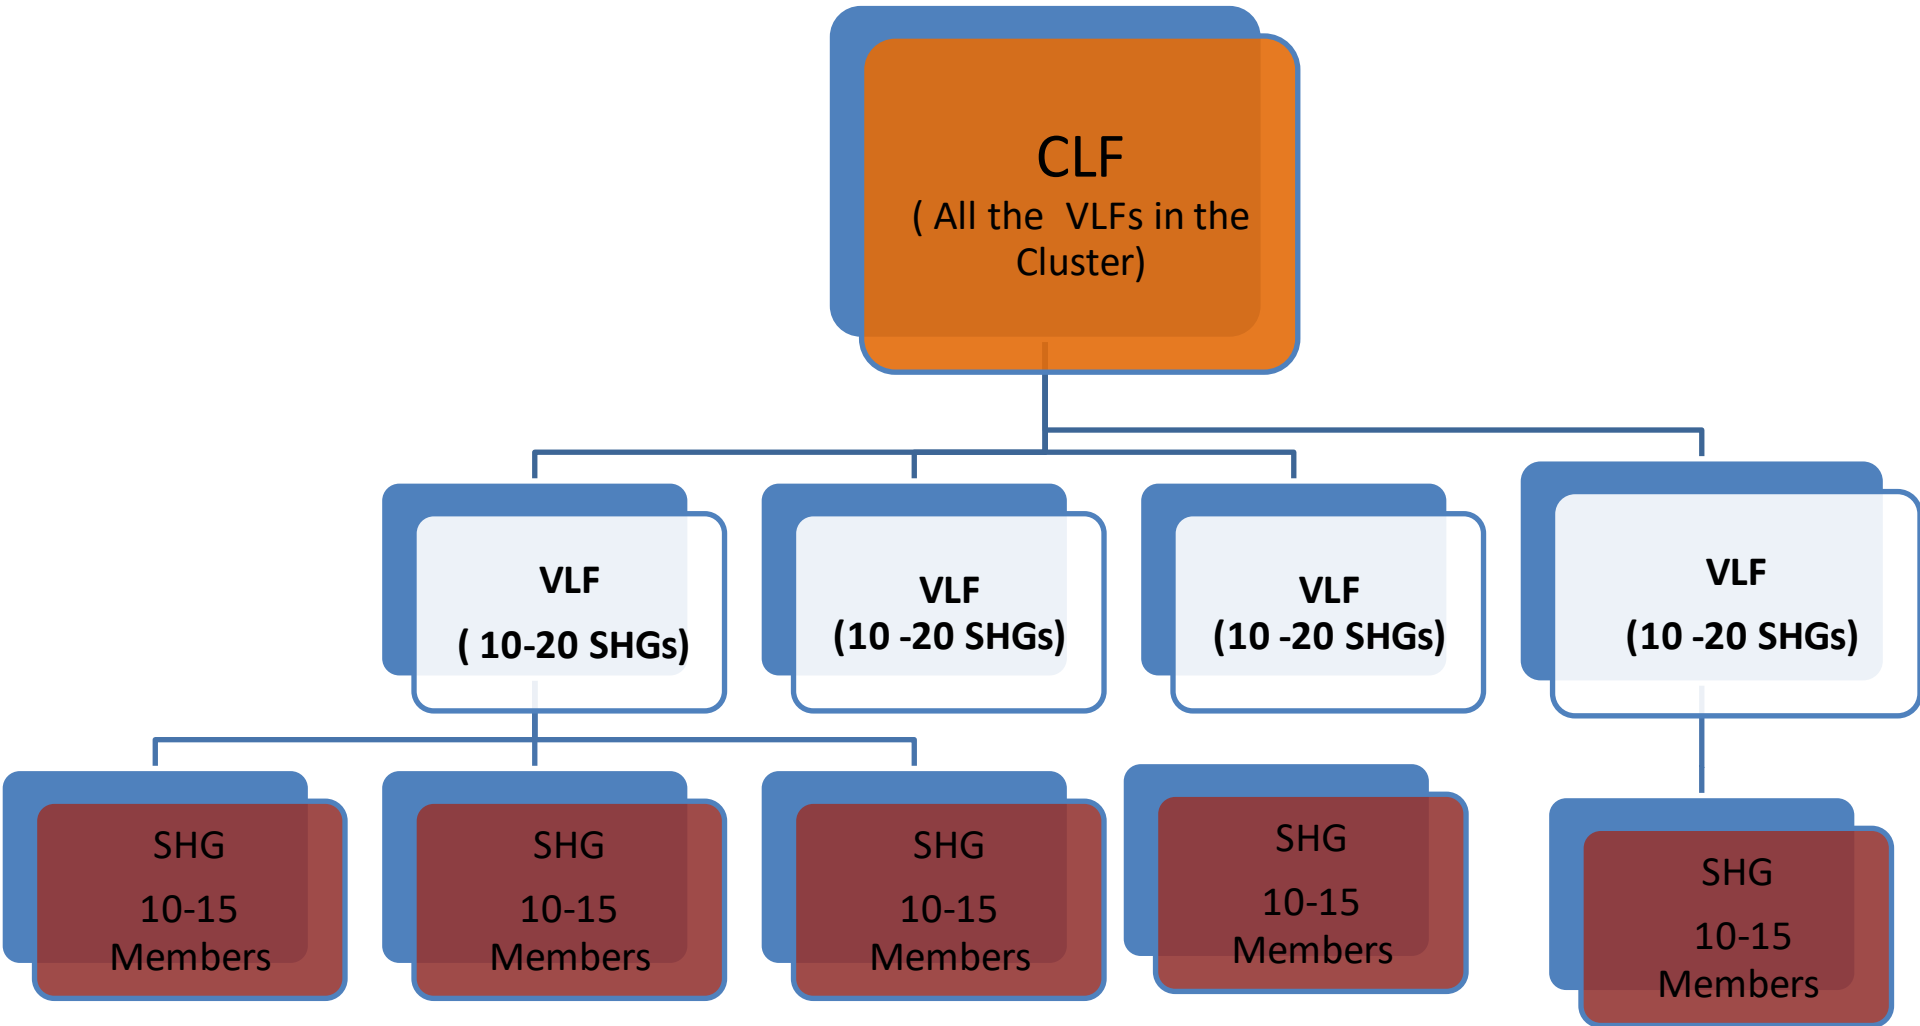 CLF
( All the  VLFs in the
Cluster)
VLF
( 10-20 SHGs)
VLF
(10 -20 SHGs)
VLF
(10 -20 SHGs)
VLF
(10 -20 SHGs)
SHG
10-15
Members
SHG
10-15
Members
SHG
10-15
Members
SHG
10-15
Members
SHG
10-15
Members